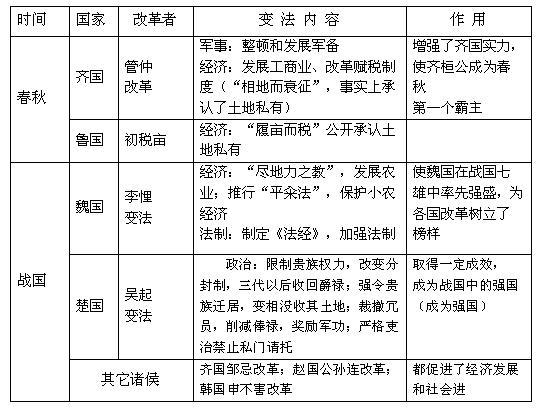 时间 国家 改革者 变 法 内 容 作 用
春秋
齐国
管仲
改革
军事：整顿和发展军备
经济：发展工商业、改革赋税制
度（“相地而衰征”，事实上承
认了土地私有）
增强了齐国实力，
使齐桓公成为春
秋
第一个霸主
鲁国
初税亩
经济：“履亩而税”公开承认土
地私有
战国
魏国
李悝
变法
经济：“尽地力之教”，发展农
业；推行“平籴法”，保护小农
经济
法制：制定《法经》，加强法制
使魏国在战国七
雄中率先强盛，为
各国改革树立了
榜样
楚国
吴起
变法
政治：限制贵族权力，改变分
封制，三代以后收回爵禄；强令贵
族迁居，变相没收其土地；裁撤冗
员，削减俸禄，奖励军功；严格吏
治禁止私门请托
取得一定成效，
成为战国中的强国
（成为强国）
其它诸侯
齐国邹忌改革；赵国公孙连改革；
韩国申不害改革
都促进了经济发展
和社会进